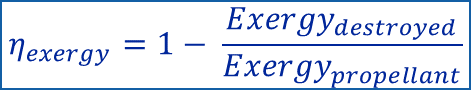 η_exergy = 1 − Exergy_destroyed / Exergy_propellant